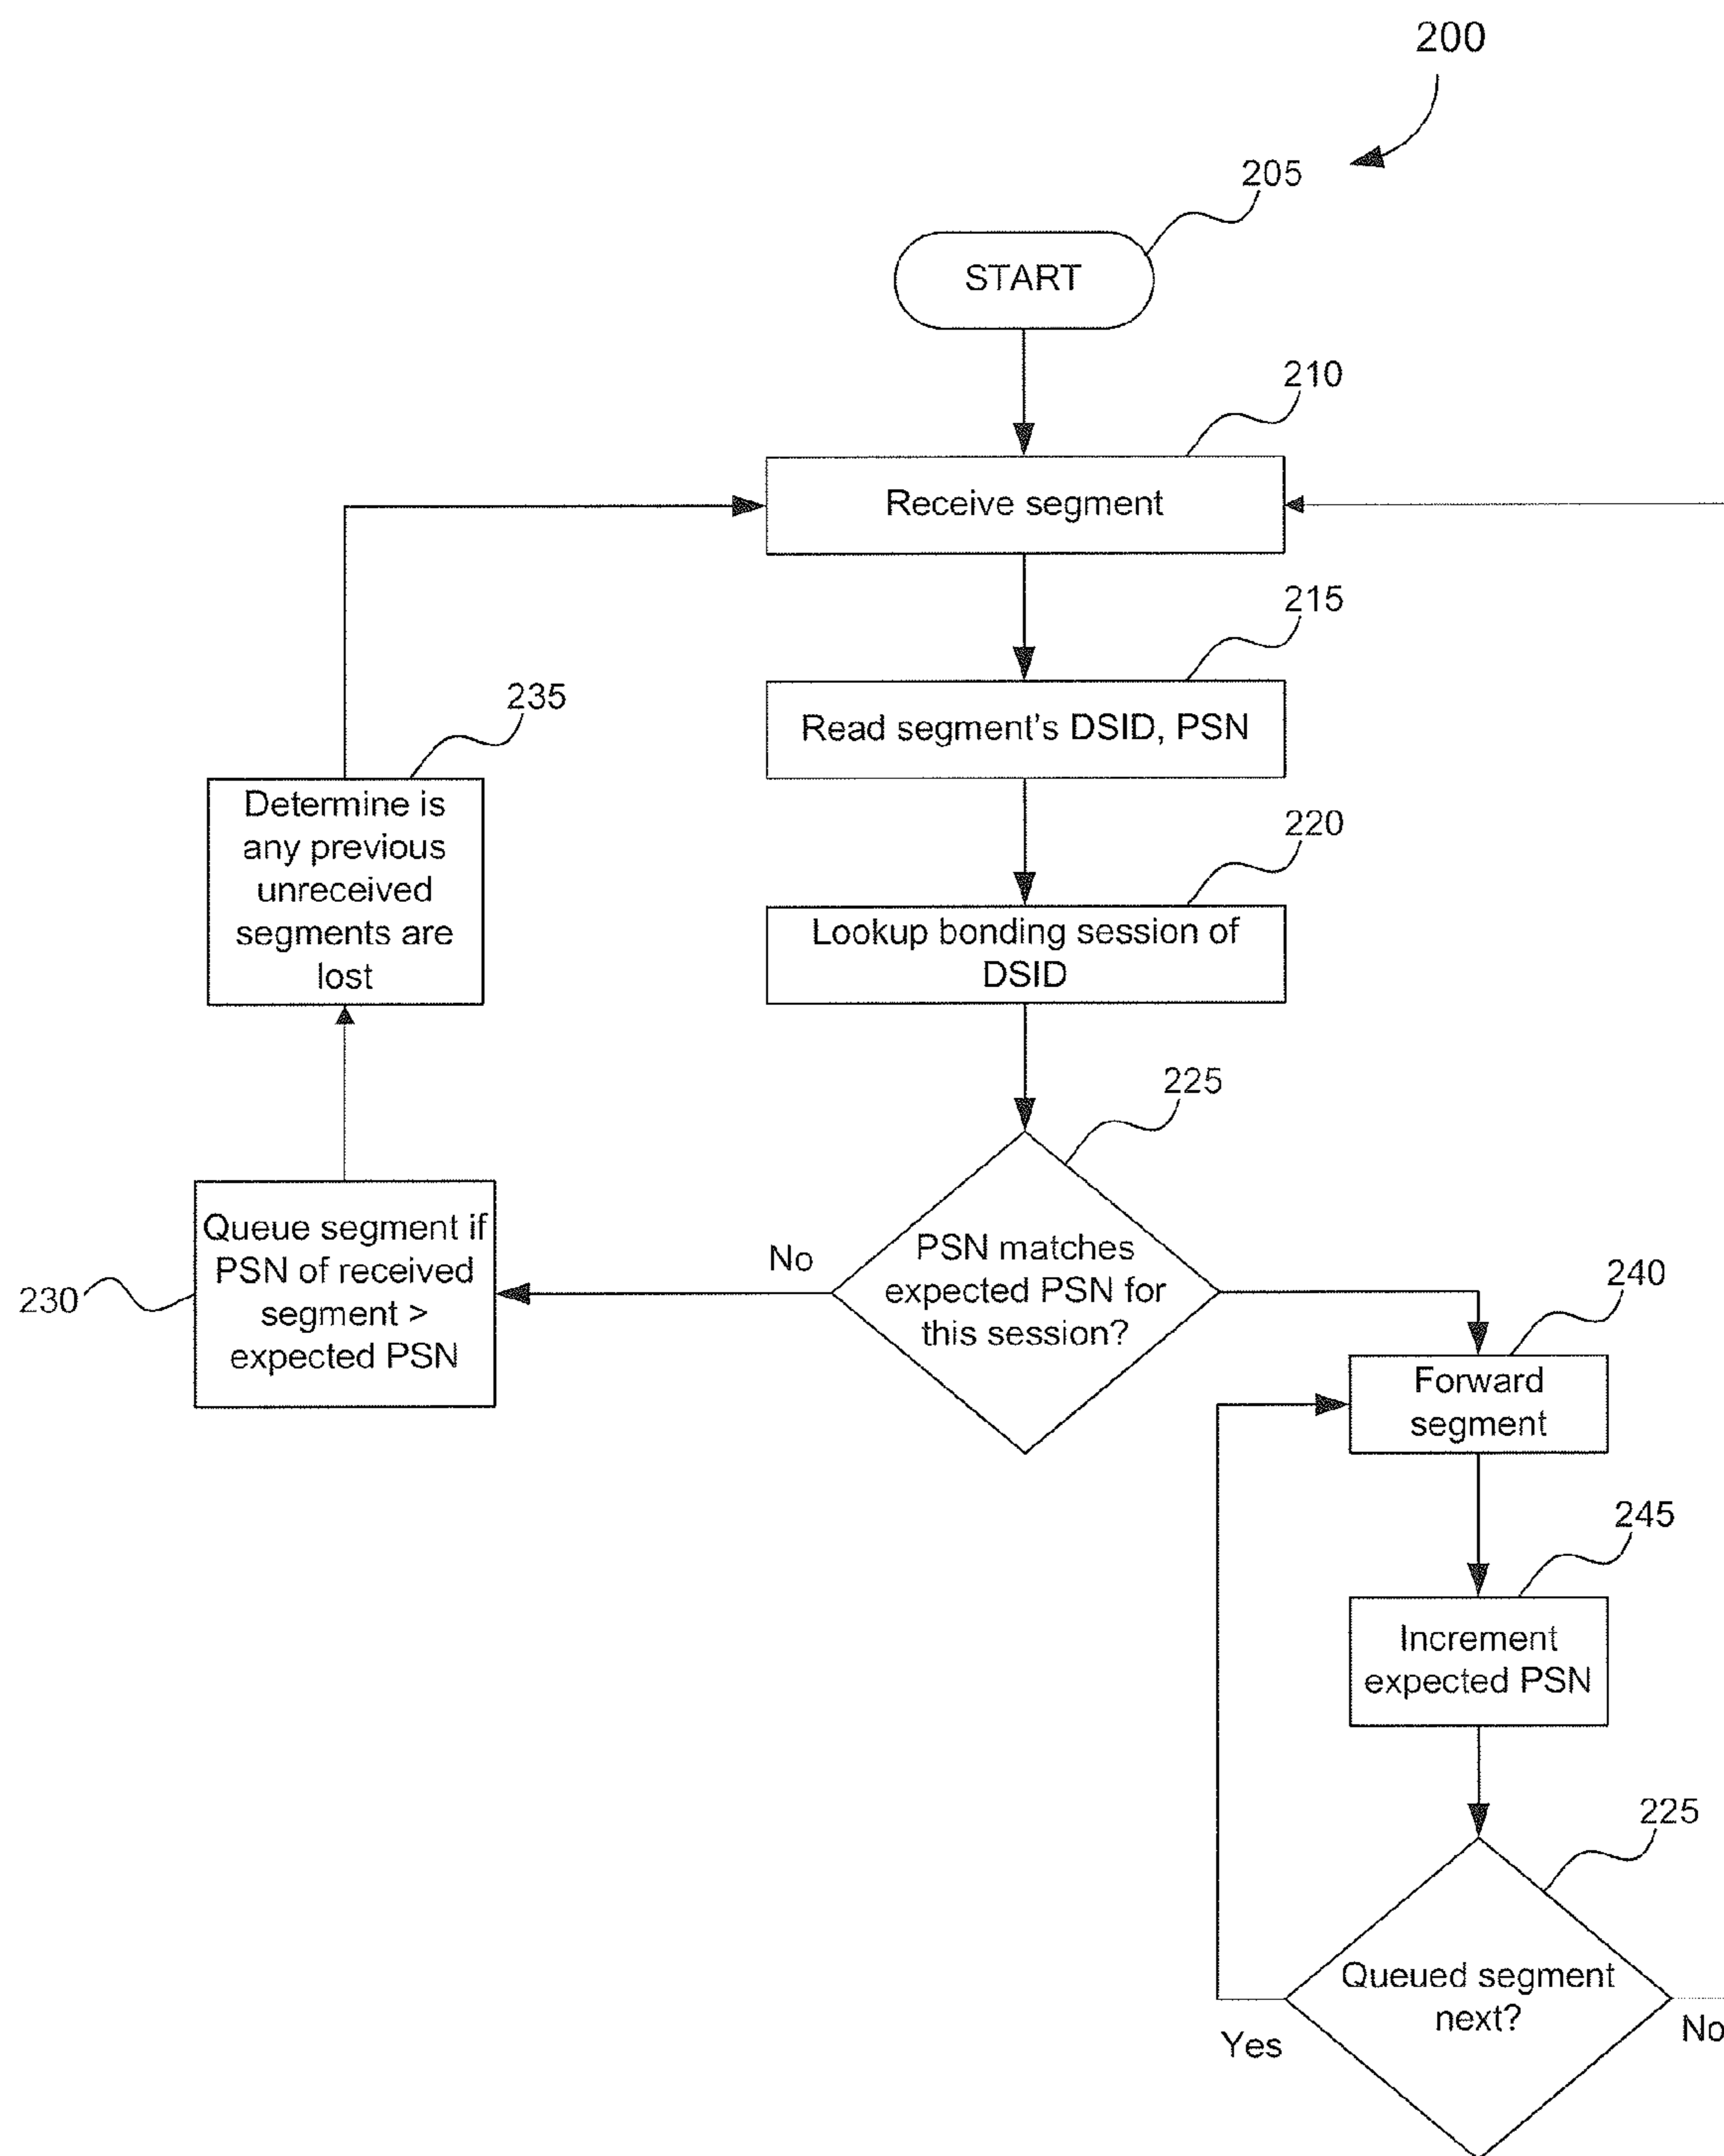 200
205
START
210
Receive segment
215
Read segment's DSID, PSN
235
Determine is
any previous
unreceived
segments are
lost
220
Lookup bonding session of
DSID
225
PSN matches
expected PSN for
this session?
No
230
Queue segment if
PSN of received
segment >
expected PSN
240
Forward
segment
245
Increment
expected PSN
225
Queued segment
next?
Yes
No